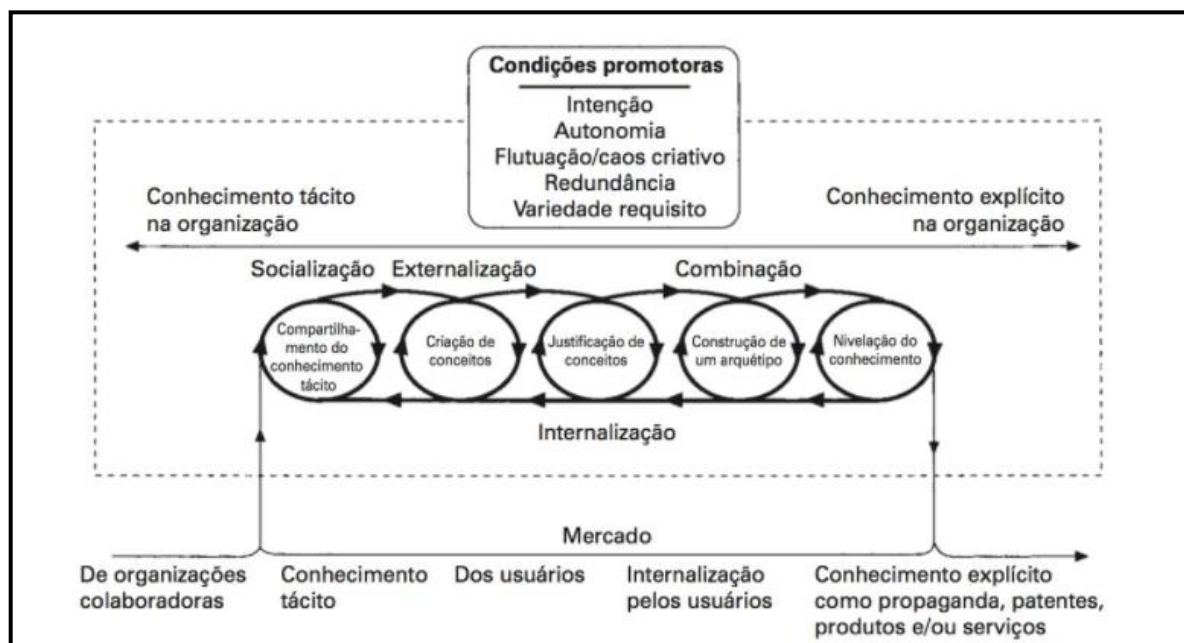 Condições promotoras
Intenção
Autonomia
Flutuação/caos criativo
Redundância
Variedade requisito
Conhecimento tácito
na organização
Conhecimento explícito
na organização
Socialização
Externalização
Combinação
Compartilha-
mento do
conhecimento
tácito
Criação de
conceitos
Justificação de
conceitos
Construção de
um arquétipo
Nivelação do
conhecimento
Internalização
Mercado
De organizações
colaboradoras
Conhecimento
tácito
Dos usuários
Internalização
pelos usuários
Conhecimento explícito
como propaganda, patentes,
produtos e/ou serviços